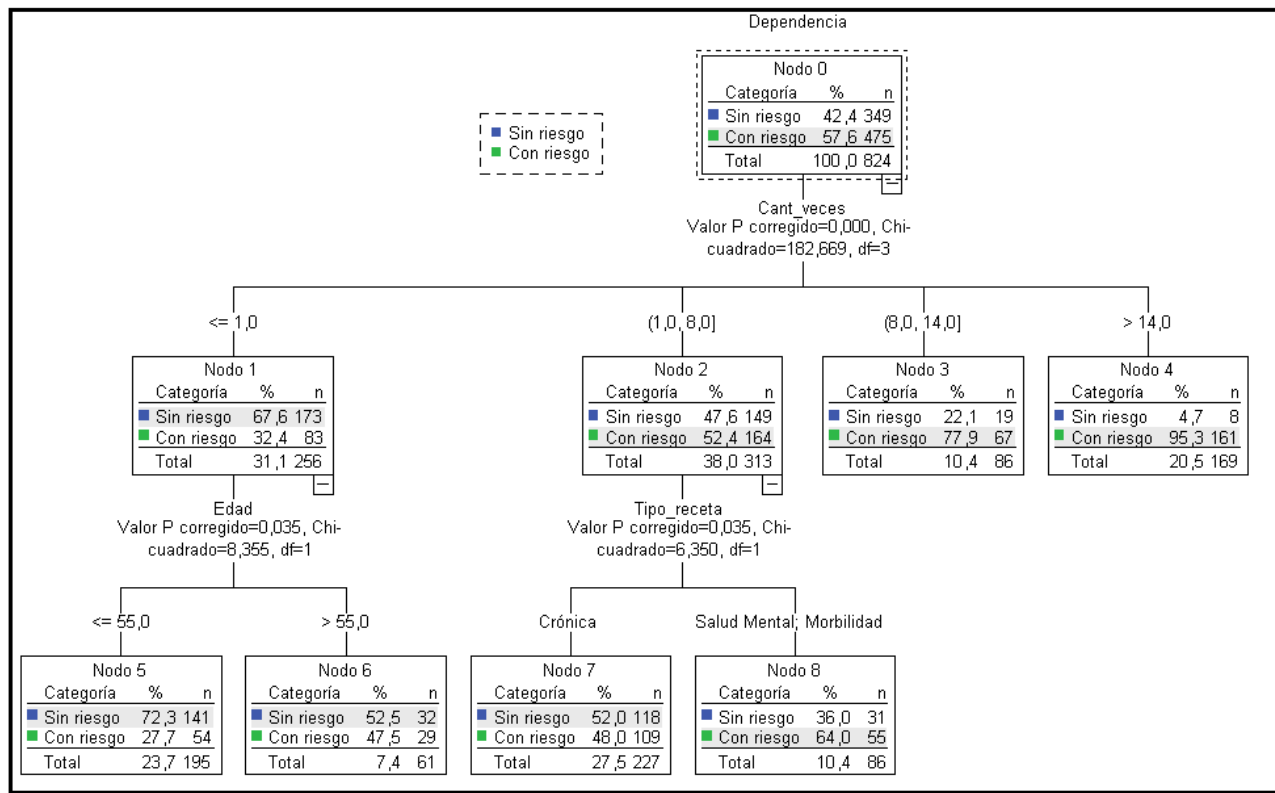 Dependencia
Nodo 0
Categoría % n
Sin riesgo 42,4 349
Con riesgo 57,6 475
Total 100,0 824
Sin riesgo
Con riesgo
Cant_veces
Valor P corregido=0,000, Chi-
cuadrado=182,669, df=3
<= 1,0
(1,0, 8,0]
(8,0, 14,0]
> 14,0
Nodo 1
Categoría % n
Sin riesgo 67,6 173
Con riesgo 32,4 83
Total 31,1 256
Nodo 2
Categoría % n
Sin riesgo 47,6 149
Con riesgo 52,4 164
Total 38,0 313
Nodo 3
Categoría % n
Sin riesgo 22,1 19
Con riesgo 77,9 67
Total 10,4 86
Nodo 4
Categoría % n
Sin riesgo 4,7 8
Con riesgo 95,3 161
Total 20,5 169
Edad
Valor P corregido=0,035, Chi-
cuadrado=8,355, df=1
Tipo_receta
Valor P corregido=0,035, Chi-
cuadrado=6,350, df=1
<= 55,0
> 55,0
Crónica
Salud Mental; Morbilidad
Nodo 5
Categoría % n
Sin riesgo 72,3 141
Con riesgo 27,7 54
Total 23,7 195
Nodo 6
Categoría % n
Sin riesgo 52,5 32
Con riesgo 47,5 29
Total 7,4 61
Nodo 7
Categoría % n
Sin riesgo 52,0 118
Con riesgo 48,0 109
Total 27,5 227
Nodo 8
Categoría % n
Sin riesgo 36,0 31
Con riesgo 64,0 55
Total 10,4 86